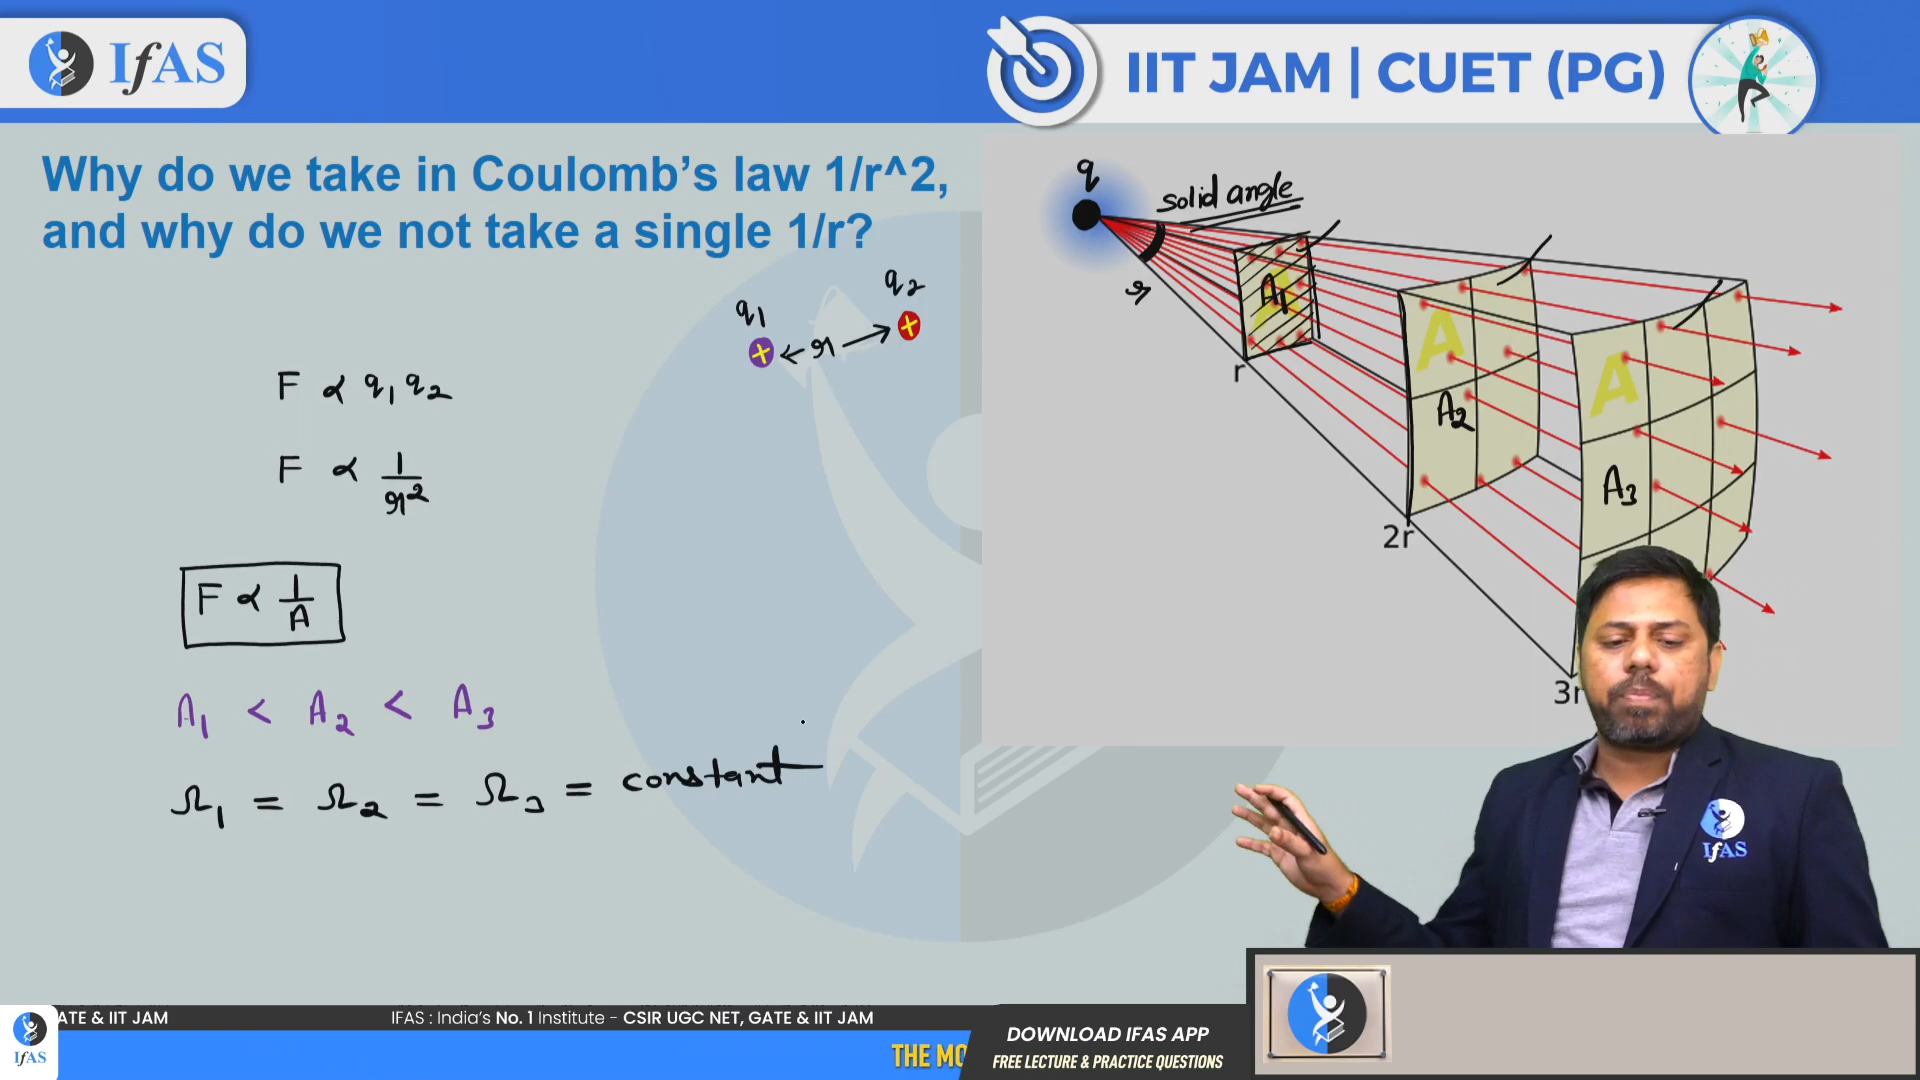 IfAS
IIT JAM | CUET (PG)
Why do we take in Coulomb’s law 1/r^2,
and why do we not take a single 1/r?
q
solid angle
r
A1
r
A
A2
2r
A
A3
3r
q1
q2
+ ← r → +
F ∝ q1 q2
F ∝ 1/r2
F ∝ 1/A
A1 < A2 < A3
Ω1 = Ω2 = Ω3 = constant
IfAS
IfAS
ATE & IIT JAM
IFAS : India’s No. 1 Institute – CSIR UGC NET, GATE & IIT JAM
THE MO
DOWNLOAD IFAS APP
FREE LECTURE & PRACTICE QUESTIONS